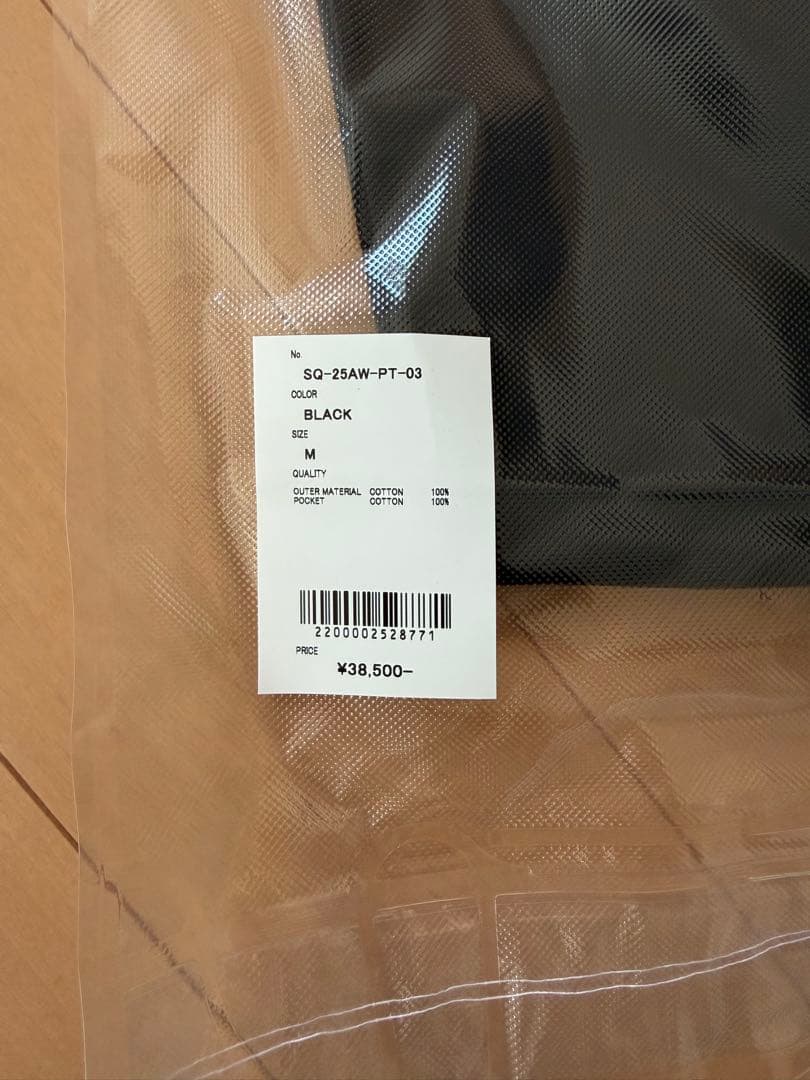 No.
SQ-25AW-PT-03
COLOR
BLACK
SIZE
M
QUALITY
OUTER MATERIAL COTTON 100%
POCKET COTTON 100%
2200002528771
PRICE
¥38,500-